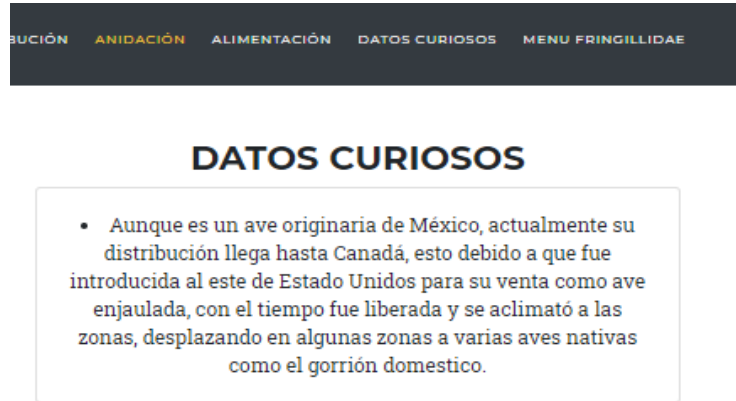 BUCIÓN ANIDACIÓN ALIMENTACIÓN DATOS CURIOSOS MENU FRINGILLIDAE
DATOS CURIOSOS
• Aunque es un ave originaria de México, actualmente su
distribución llega hasta Canadá, esto debido a que fue
introducida al este de Estado Unidos para su venta como ave
enjaulada, con el tiempo fue liberada y se aclimató a las
zonas, desplazando en algunas zonas a varias aves nativas
como el gorrión domestico.